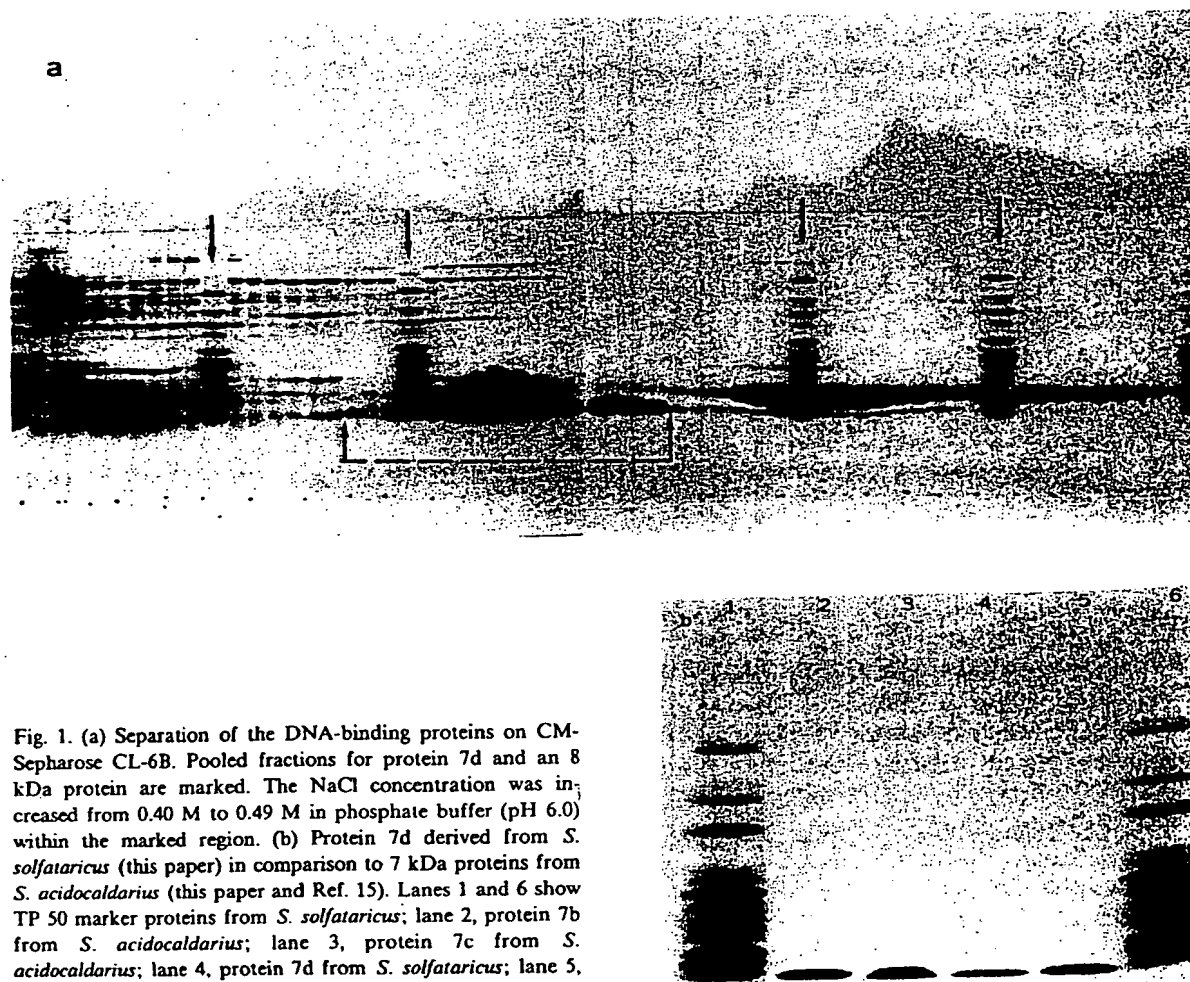 a
b 1 2 3 4 5 6
Fig. 1. (a) Separation of the DNA-binding proteins on CM-
Sepharose CL-6B. Pooled fractions for protein 7d and an 8
kDa protein are marked. The NaCl concentration was in-
creased from 0.40 M to 0.49 M in phosphate buffer (pH 6.0)
within the marked region. (b) Protein 7d derived from S.
solfataricus (this paper) in comparison to 7 kDa proteins from
S. acidocaldarius (this paper and Ref. 15). Lanes 1 and 6 show
TP 50 marker proteins from S. solfataricus; lane 2, protein 7b
from S. acidocaldarius; lane 3, protein 7c from S.
acidocaldarius; lane 4, protein 7d from S. solfataricus; lane 5,